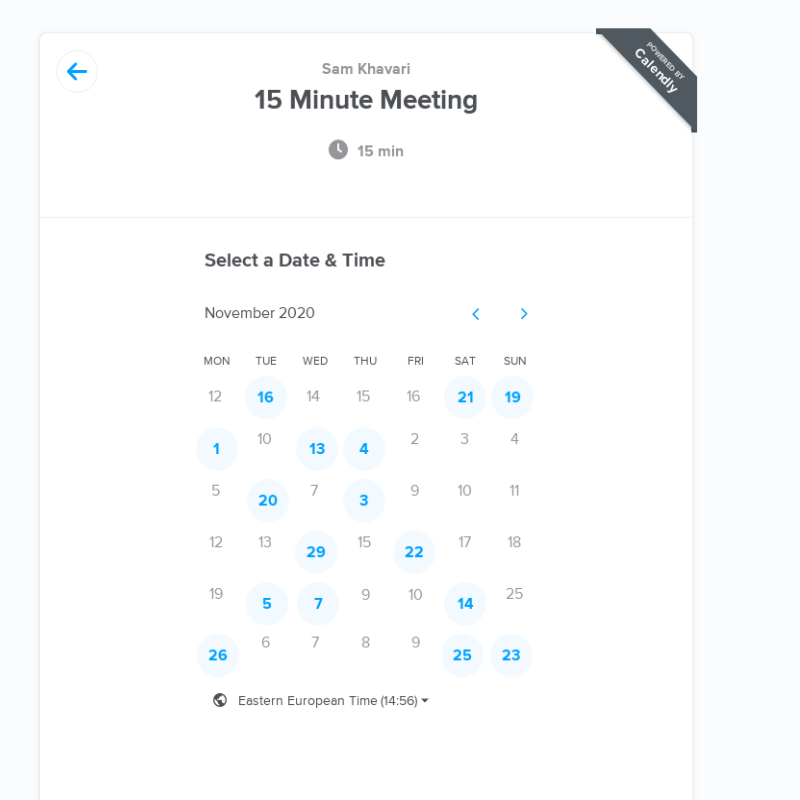 POWERED BY
Calendly
Sam Khavari
15 Minute Meeting
15 min
Select a Date & Time
November 2020
MON TUE WED THU FRI SAT SUN
12 16 14 15 16 21 19
1 10 13 4 2 3 4
5 20 7 3 9 10 11
12 13 29 15 22 17 18
19 5 7 9 10 14 25
26 6 7 8 9 25 23
Eastern European Time (14:56)